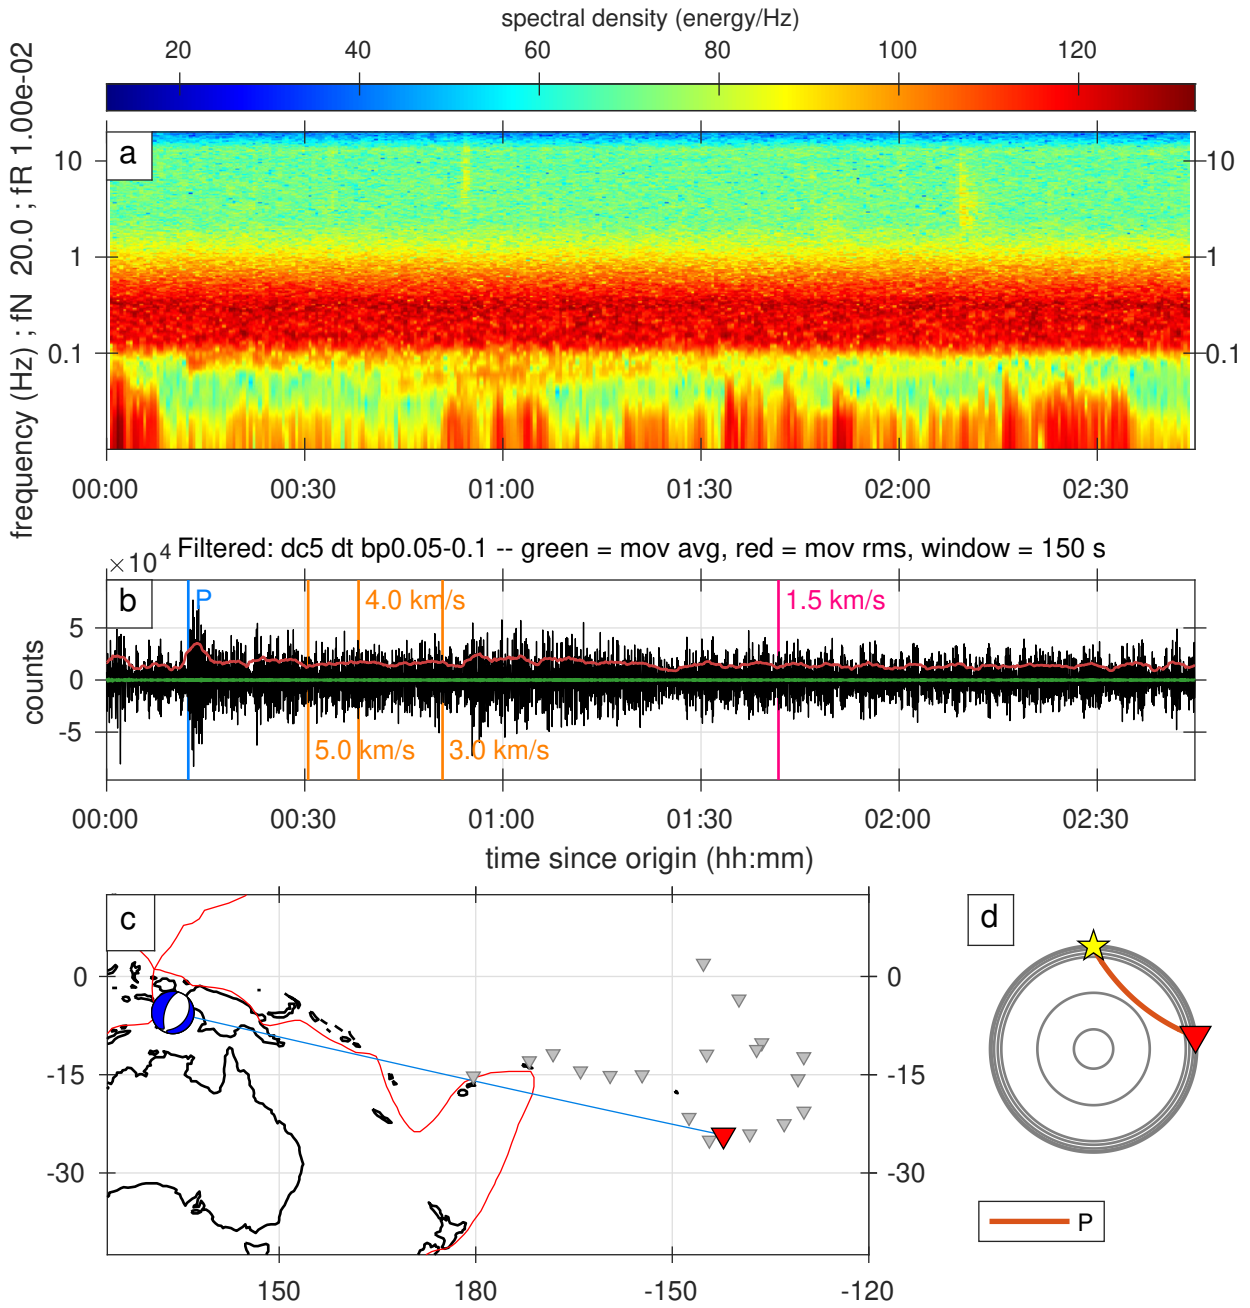 spectral density (energy/Hz)
20 40 60 80 100 120
frequency (Hz) ; fN 20.0 ; fR 1.00e-02
a
10 10
1 1
0.1 0.1
00:00 00:30 01:00 01:30 02:00 02:30
×10^4 Filtered: dc5 dt bp0.05-0.1 -- green = mov avg, red = mov rms, window = 150 s
b
P 4.0 km/s 1.5 km/s
counts
5
0
-5
5.0 km/s 3.0 km/s
00:00 00:30 01:00 01:30 02:00 02:30
time since origin (hh:mm)
c
d
0 0
-15 -15
-30 -30
P
150 180 -150 -120